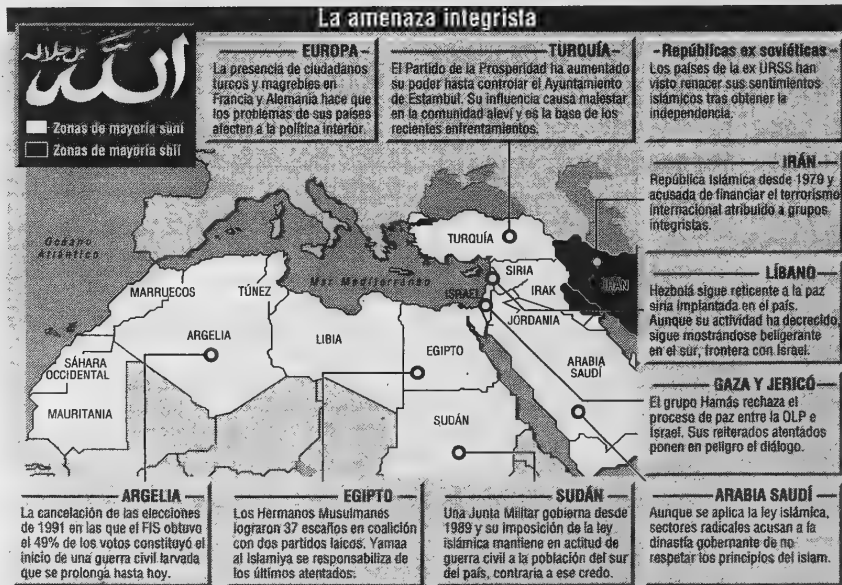 La amenaza integrista
الله
جل جلاله
Zonas de mayoría suní
Zonas de mayoría shíi
EUROPA
La presencia de ciudadanos
turcos y magrebíes en
Francia y Alemania hace que
los problemas de sus países
afecten a la política interior.
TURQUÍA
El Partido de la Prosperidad ha aumentado
su poder hasta controlar el Ayuntamiento
de Estambul. Su influencia causa malestar
en la comunidad aleví y es la base de los
recientes enfrentamientos.
Repúblicas ex soviéticas
Los países de la ex URSS han
visto renacer sus sentimientos
islámicos tras obtener la
independencia.
IRÁN
República Islámica desde 1979 y
acusada de financiar el terrorismo
internacional atribuido a grupos
integristas.
LÍBANO
Hezbolá sigue reticente a la paz
siria implantada en el país.
Aunque su actividad ha decrecido,
sigue mostrándose beligerante
en el sur, frontera con Israel.
GAZA Y JERICÓ
El grupo Hamás rechaza el
proceso de paz entre la OLP e
Israel. Sus reiterados atentados
ponen en peligro el diálogo.
ARABIA SAUDÍ
Aunque se aplica la ley islámica,
sectores radicales acusan a la
dinastía gobernante de no
respetar los principios del islam.
Océano
Atlántico
Mar Mediterráneo
MARRUECOS
TÚNEZ
ARGELIA
LIBIA
SÁHARA
OCCIDENTAL
MAURITANIA
EGIPTO
SUDÁN
TURQUÍA
SIRIA
ISRAEL
IRAK
JORDANIA
IRÁN
ARABIA
SAUDÍ
ARGELIA
La cancelación de las elecciones
de 1991 en las que el FIS obtuvo
el 49% de los votos constituyó el
inicio de una guerra civil larvada
que se prolonga hasta hoy.
EGIPTO
Los Hermanos Musulmanes
lograron 37 escaños en coalición
con dos partidos laicos. Yamaa
al Islamiya se responsabiliza de
los últimos atentados.
SUDÁN
Una Junta Militar gobierna desde
1989 y su imposición de la ley
islámica mantiene en actitud de
guerra civil a la población del sur
del país, contraria a ese credo.